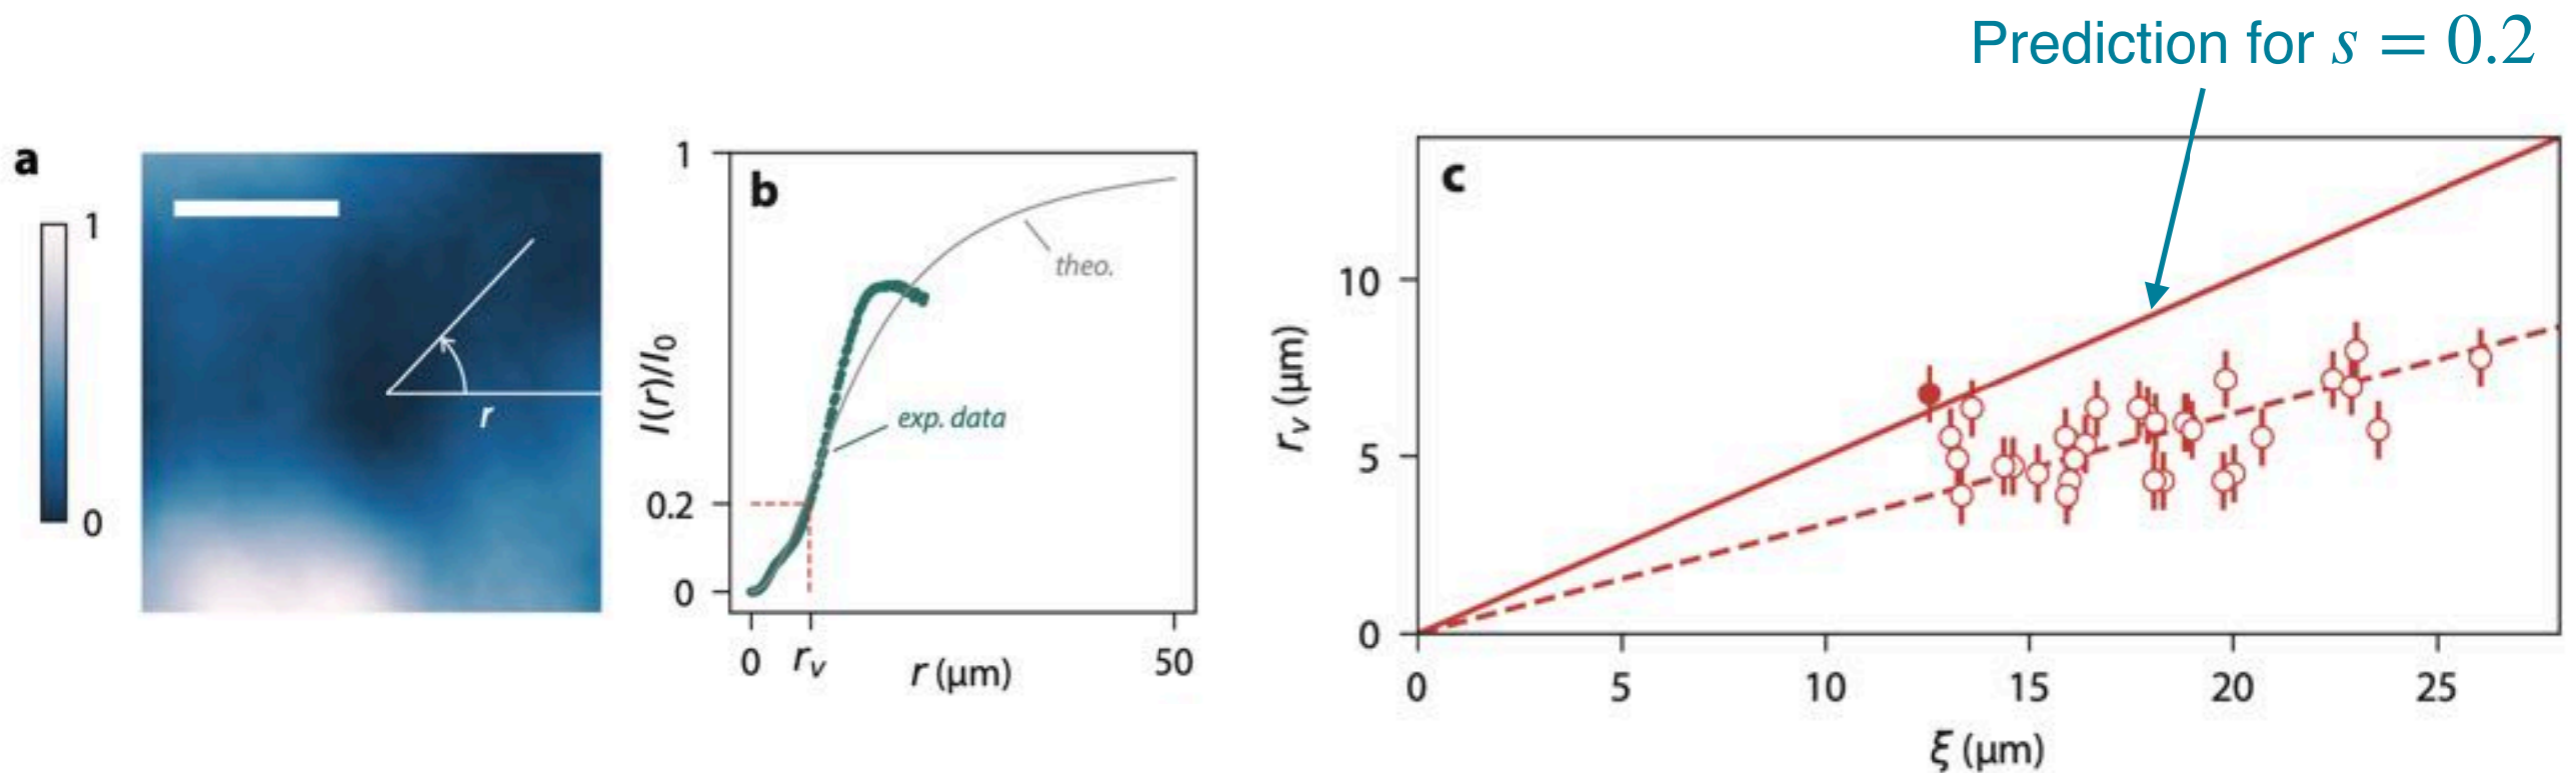 Prediction for s = 0.2
a
1
0
r
b
1
0.2
0
I(r)/I0
theo.
exp. data
0
rv
r (μm)
50
c
10
5
0
rv (μm)
0
5
10
15
20
25
ξ (μm)